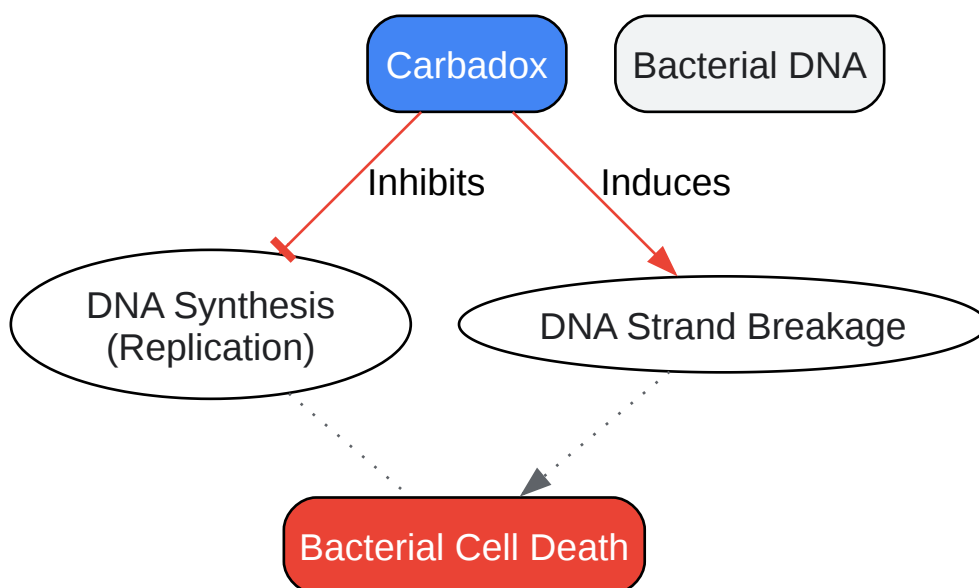 Carbadox
Bacterial DNA
Inhibits
Induces
DNA Synthesis
(Replication)
DNA Strand Breakage
Bacterial Cell Death